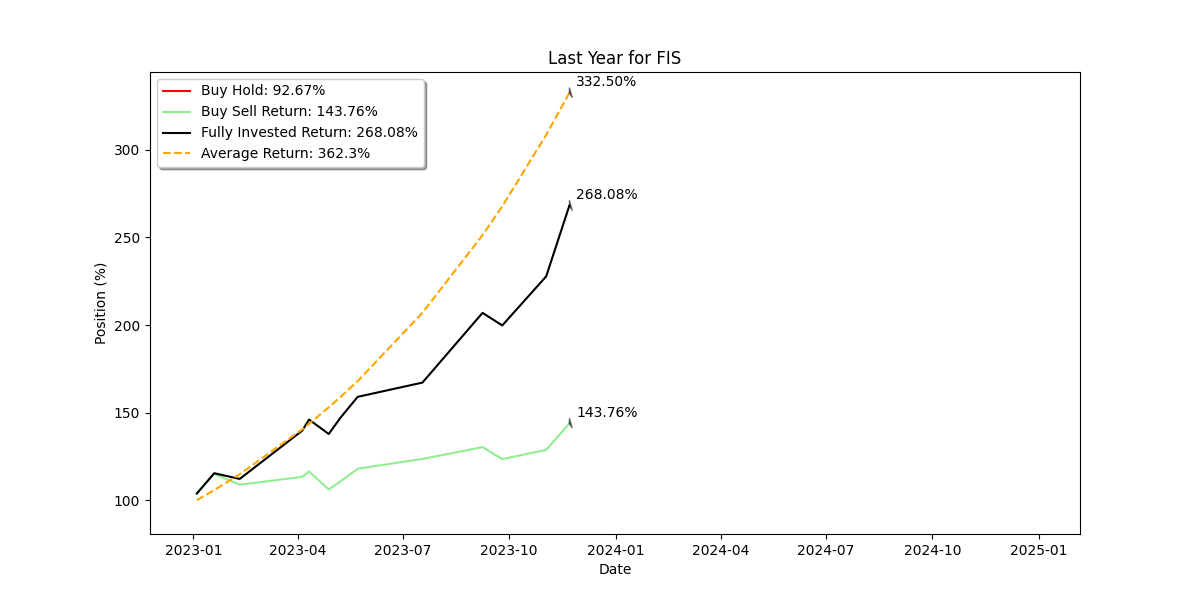 Last Year for FIS
Buy Hold: 92.67%
Buy Sell Return: 143.76%
Fully Invested Return: 268.08%
Average Return: 362.3%
332.50%
268.08%
143.76%
Position (%)
300
250
200
150
100
2023-01 2023-04 2023-07 2023-10 2024-01 2024-04 2024-07 2024-10 2025-01
Date